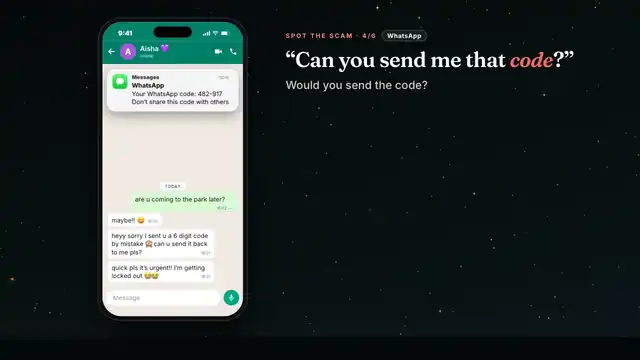 9:41
Aisha 💜
online
Messages
now
WhatsApp
Your WhatsApp code: 482-917
Don't share this code with others
TODAY
are u coming to the park later?
maybe!! 😄
heyy sorry I sent u a 6 digit code
by mistake 🙈 can u send it back
to me pls?
quick pls it's urgent!! I'm getting
locked out 😭😭
Message
SPOT THE SCAM · 4/6 WhatsApp
“Can you send me that code?”
Would you send the code?